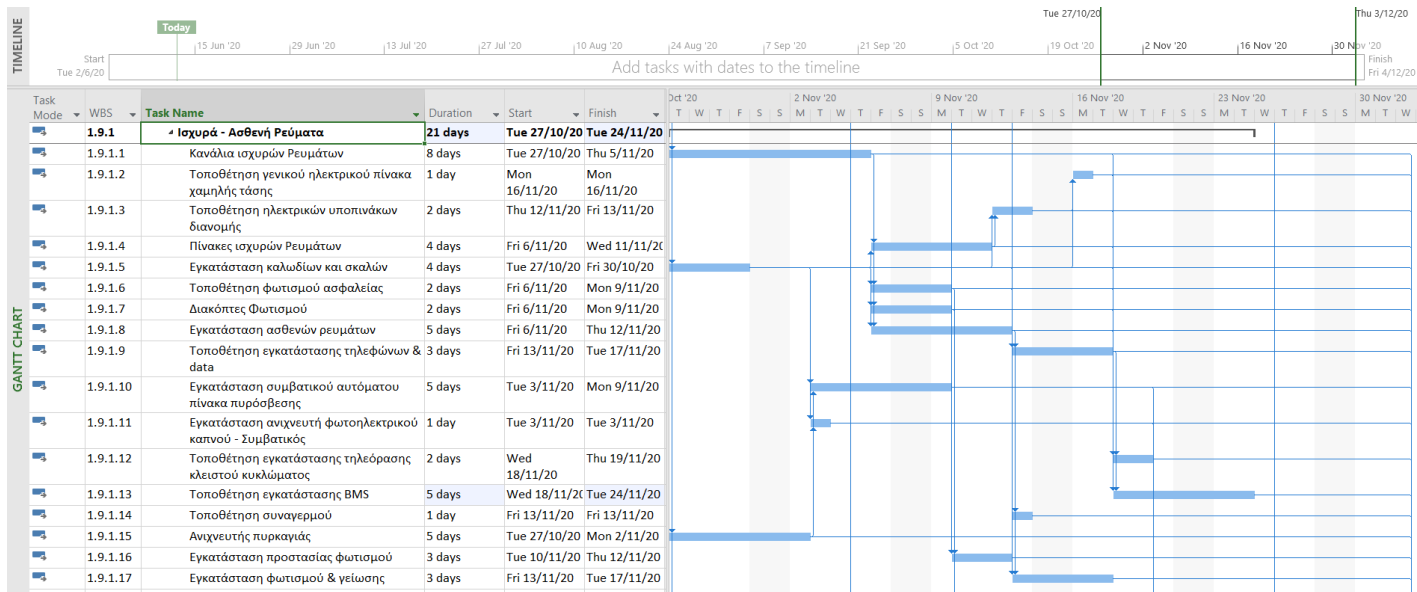 TIMELINE
Tue 27/10/20 Thu 3/12/20
Today
15 Jun '20 29 Jun '20 13 Jul '20 27 Jul '20 10 Aug '20 24 Aug '20 7 Sep '20 21 Sep '20 5 Oct '20 19 Oct '20 2 Nov '20 16 Nov '20 30 Nov '20
Start
Tue 2/6/20
Add tasks with dates to the timeline
Finish
Fri 4/12/20
GANTT CHART
Task
Mode WBS Task Name Duration Start Finish
Oct '20 2 Nov '20 9 Nov '20 16 Nov '20 23 Nov '20 30 Nov '20
T W T F S S M T W T F S S M T W T F S S M T W T F S S M T W T F S S M T W
1.9.1 Ισχυρά - Ασθενή Ρεύματα 21 days Tue 27/10/20 Tue 24/11/20
1.9.1.1 Κανάλια ισχυρών Ρευμάτων 8 days Tue 27/10/20 Thu 5/11/20
1.9.1.2 Τοποθέτηση γενικού ηλεκτρικού πίνακα 1 day Mon Mon
χαμηλής τάσης 16/11/20 16/11/20
1.9.1.3 Τοποθέτηση ηλεκτρικών υποπινάκων 2 days Thu 12/11/20 Fri 13/11/20
διανομής
1.9.1.4 Πίνακες ισχυρών Ρευμάτων 4 days Fri 6/11/20 Wed 11/11/20
1.9.1.5 Εγκατάσταση καλωδίων και σκαλών 4 days Tue 27/10/20 Fri 30/10/20
1.9.1.6 Τοποθέτηση φωτισμού ασφαλείας 2 days Fri 6/11/20 Mon 9/11/20
1.9.1.7 Διακόπτες Φωτισμού 2 days Fri 6/11/20 Mon 9/11/20
1.9.1.8 Εγκατάσταση ασθενών ρευμάτων 5 days Fri 6/11/20 Thu 12/11/20
1.9.1.9 Τοποθέτηση εγκατάστασης τηλεφώνων & 3 days Fri 13/11/20 Tue 17/11/20
data
1.9.1.10 Εγκατάσταση συμβατικού αυτόματου 5 days Tue 3/11/20 Mon 9/11/20
πίνακα πυρόσβεσης
1.9.1.11 Εγκατάσταση ανιχνευτή φωτοηλεκτρικού 1 day Tue 3/11/20 Tue 3/11/20
καπνού - Συμβατικός
1.9.1.12 Τοποθέτηση εγκατάστασης τηλεόρασης 2 days Wed Thu 19/11/20
κλειστού κυκλώματος 18/11/20
1.9.1.13 Τοποθέτηση εγκατάστασης BMS 5 days Wed 18/11/20 Tue 24/11/20
1.9.1.14 Τοποθέτηση συναγερμού 1 day Fri 13/11/20 Fri 13/11/20
1.9.1.15 Ανιχνευτής πυρκαγιάς 5 days Tue 27/10/20 Mon 2/11/20
1.9.1.16 Εγκατάσταση προστασίας φωτισμού 3 days Tue 10/11/20 Thu 12/11/20
1.9.1.17 Εγκατάσταση φωτισμού & γείωσης 3 days Fri 13/11/20 Tue 17/11/20